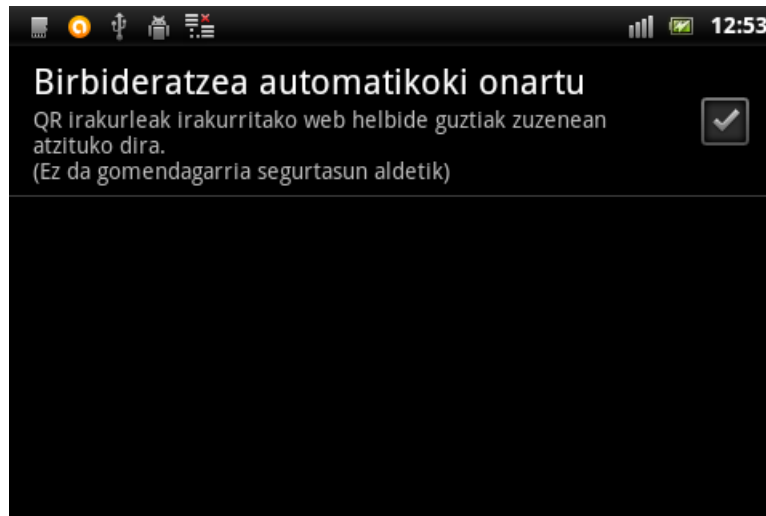 12:53
Birbideratzea automatikoki onartu
QR irakurleak irakurritako web helbide guztiak zuzenean
atzituko dira.
(Ez da gomendagarria segurtasun aldetik)